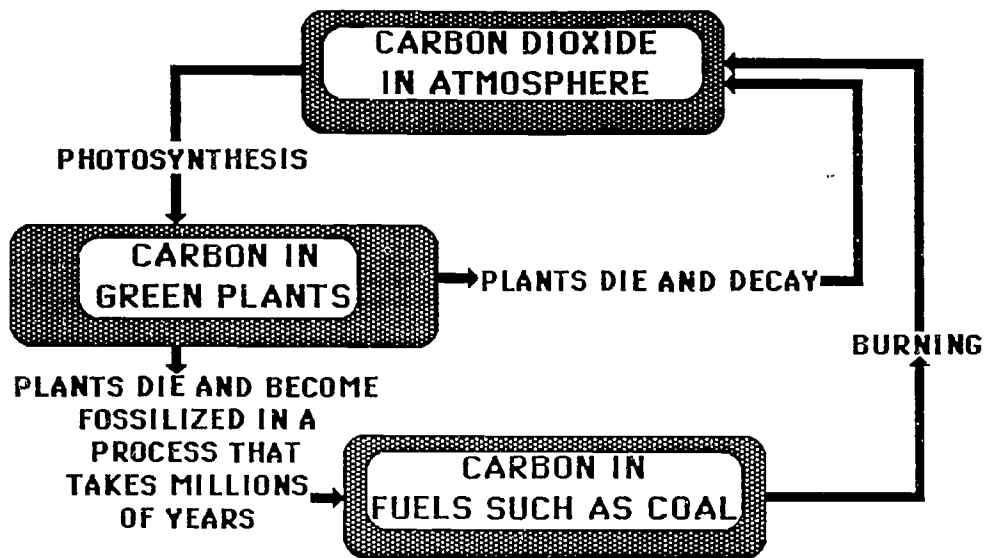 CARBON DIOXIDE
IN ATMOSPHERE
PHOTOSYNTHESIS
CARBON IN
GREEN PLANTS
PLANTS DIE AND DECAY
BURNING
PLANTS DIE AND BECOME
FOSSILIZED IN A
PROCESS THAT
TAKES MILLIONS
OF YEARS
CARBON IN
FUELS SUCH AS COAL